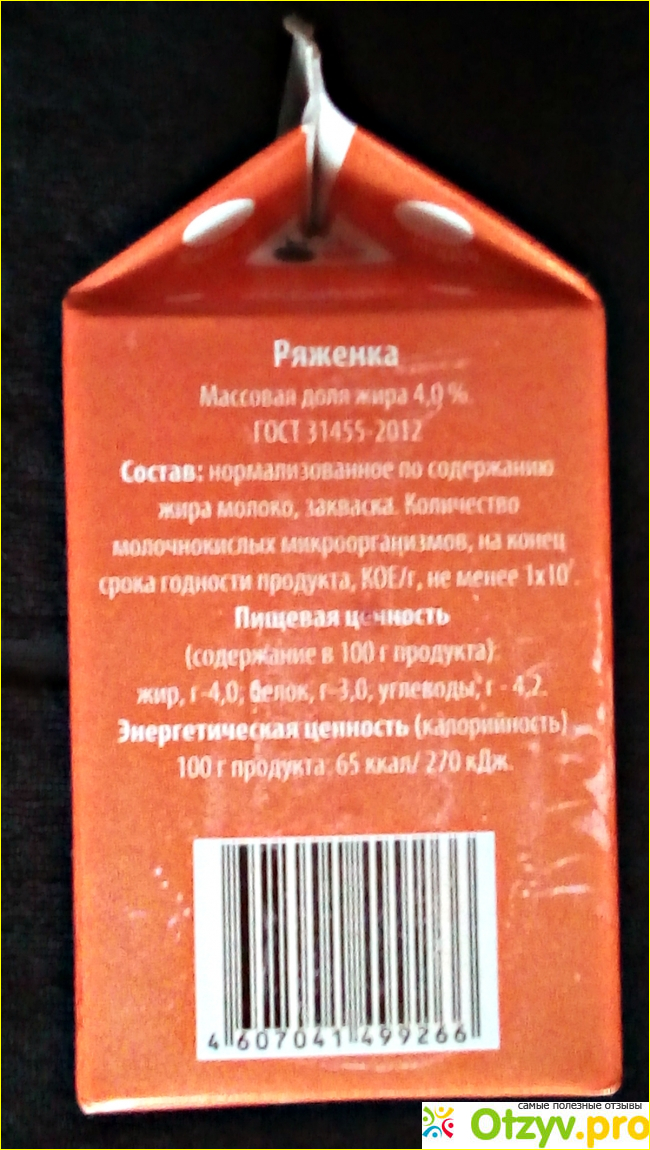 Ряженка
Массовая доля жира 4,0 %
ГОСТ 31455-2012
Состав: нормализованное по содержанию
жира молоко, закваска. Количество
молочнокислых микроорганизмов, на конец
срока годности продукта, КОЕ/г, не менее 1х10⁷.
Пищевая ценность
(содержание в 100 г продукта):
жир, г-4,0; белок, г-3,0; углеводы, г - 4,2.
Энергетическая ценность (калорийность)
100 г продукта: 65 ккал/ 270 кДж.
4 607041 499266
самые полезные отзывы
Otzyv.pro